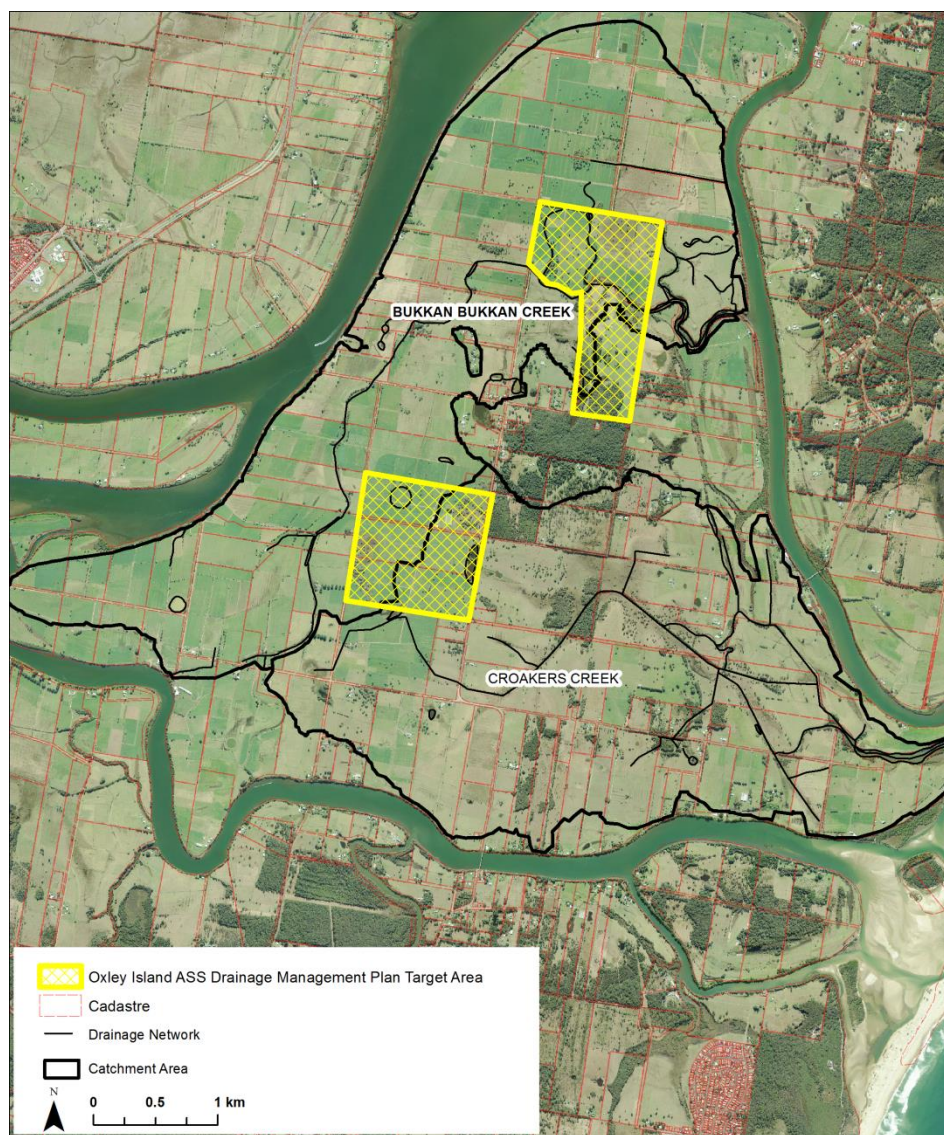 BUKKAN BUKKAN CREEK
CROAKERS CREEK
Oxley Island ASS Drainage Management Plan Target Area
Cadastre
Drainage Network
Catchment Area
N
0 0.5 1 km